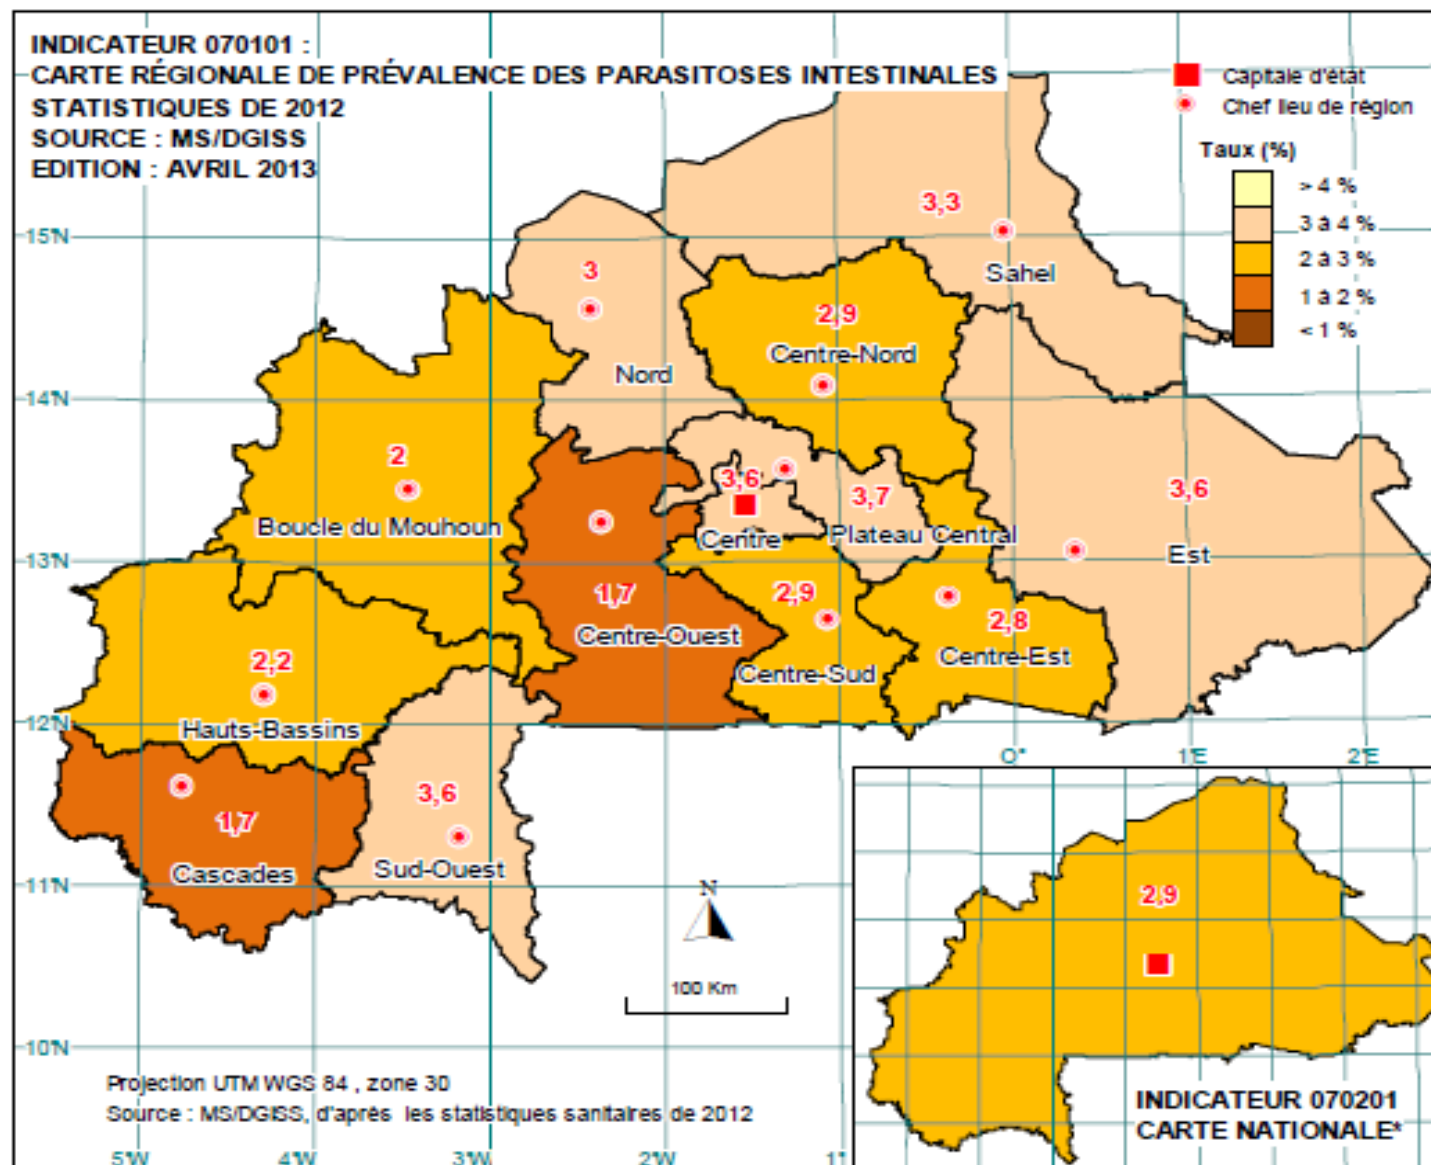 INDICATEUR 070101 :
CARTE RÉGIONALE DE PRÉVALENCE DES PARASITOSES INTESTINALES
STATISTIQUES DE 2012
SOURCE : MS/DGISS
EDITION : AVRIL 2013
Capitale d'état
Chef lieu de région
Taux (%)
> 4 %
3 à 4 %
2 à 3 %
1 à 2 %
< 1 %
3,3
Sahel
15°N
3
Nord
2,9
Centre-Nord
14°N
2
Boucle du Mouhoun
3,6
Centre
3,7
Plateau Central
3,6
Est
13°N
1,7
Centre-Ouest
2,9
Centre-Sud
2,8
Centre-Est
2,2
Hauts-Bassins
12°N
0°
1°E
2°E
1,7
Cascades
3,6
Sud-Ouest
11°N
N
100 Km
10°N
2,9
INDICATEUR 070201
CARTE NATIONALE*
Projection UTM WGS 84 , zone 30
Source : MS/DGISS, d'après les statistiques sanitaires de 2012
5°W
4°W
3°W
2°W